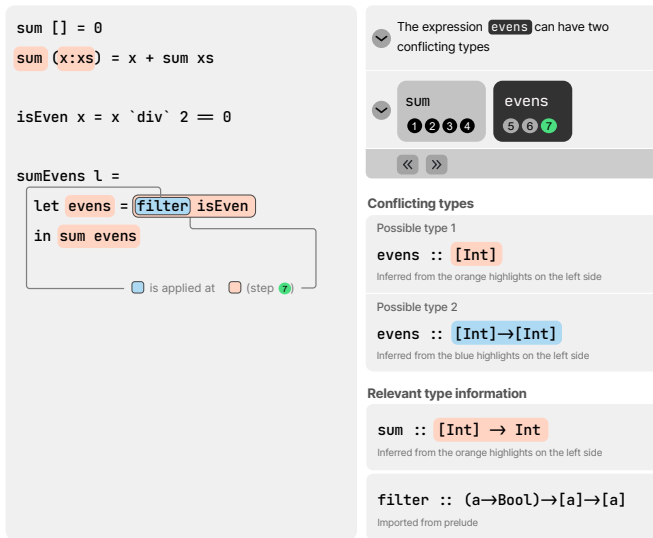 sum [] = 0
sum (x:xs) = x + sum xs
isEven x = x `div` 2 == 0
sumEvens l =
let evens = filter isEven
in sum evens
is applied at (step 7)
The expression evens can have two
conflicting types
sum evens
1 2 3 4 5 6 7
« »
Conflicting types
Possible type 1
evens :: [Int]
Inferred from the orange highlights on the left side
Possible type 2
evens :: [Int]→[Int]
Inferred from the blue highlights on the left side
Relevant type information
sum :: [Int] → Int
Inferred from the orange highlights on the left side
filter :: (a→Bool)→[a]→[a]
Imported from prelude